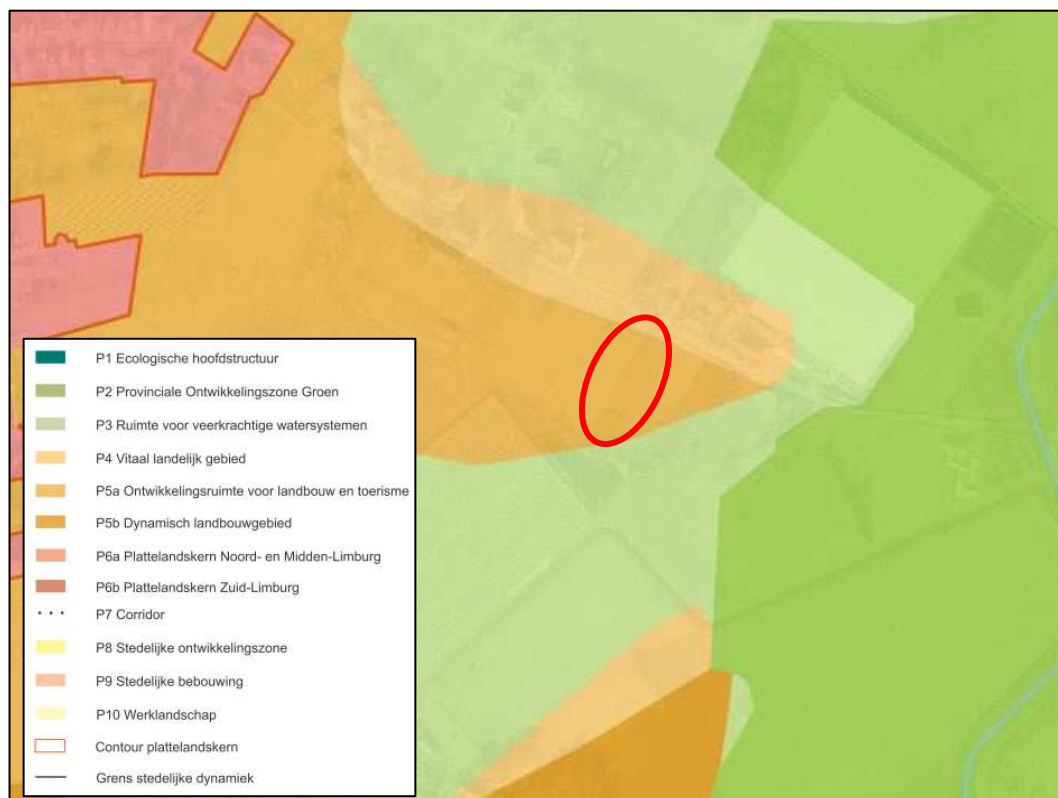 P1 Ecologische hoofdstructuur
P2 Provinciale Ontwikkelingszone Groen
P3 Ruimte voor veerkrachtige watersystemen
P4 Vitaal landelijk gebied
P5a Ontwikkelingsruimte voor landbouw en toerisme
P5b Dynamisch landbouwgebied
P6a Plattelandskern Noord- en Midden-Limburg
P6b Plattelandskern Zuid-Limburg
P7 Corridor
P8 Stedelijke ontwikkelingszone
P9 Stedelijke bebouwing
P10 Werklandschap
Contour plattelandskern
Grens stedelijke dynamiek